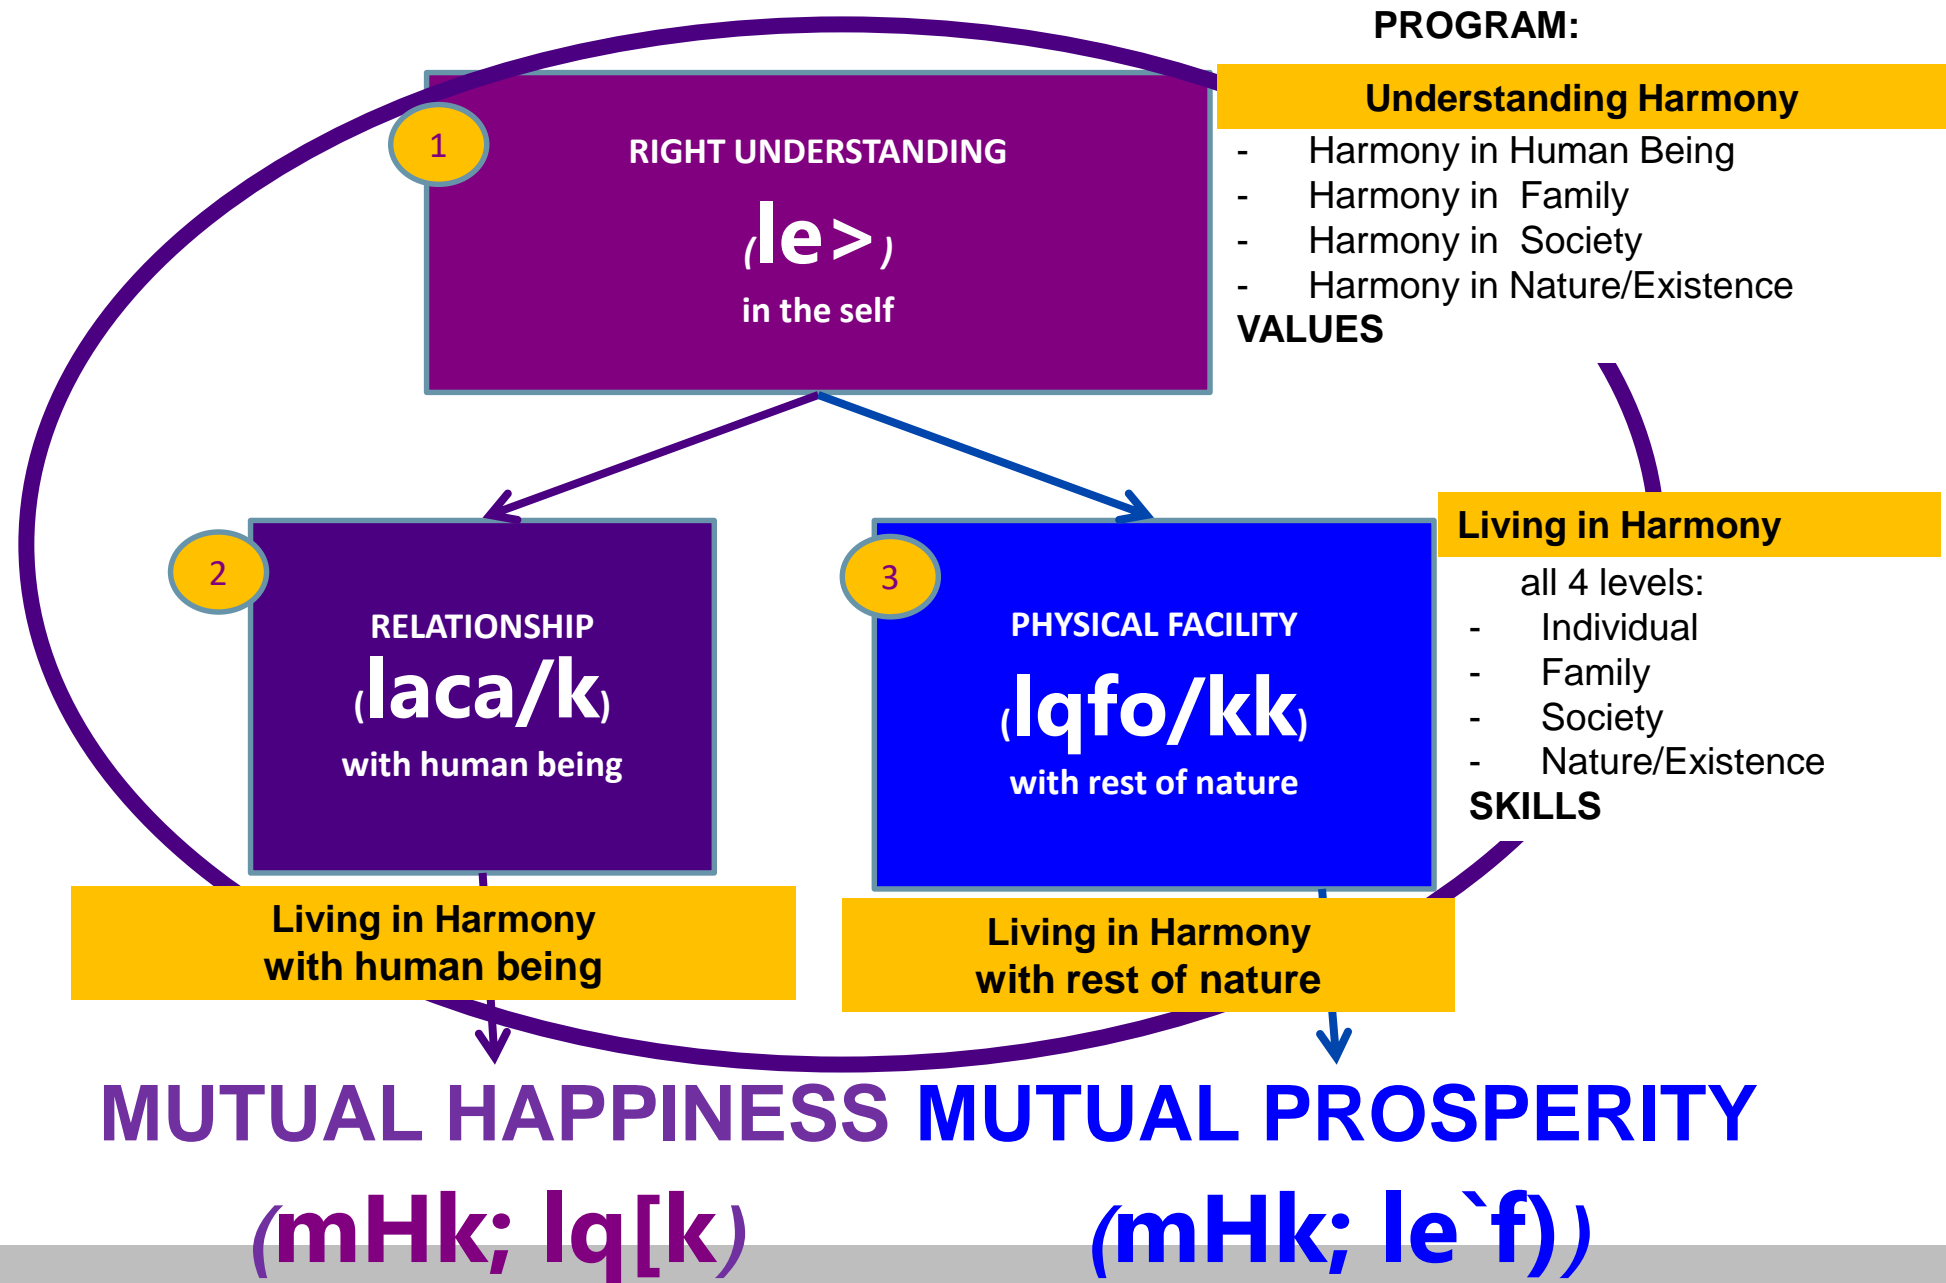 PROGRAM:
Understanding Harmony
- Harmony in Human Being
- Harmony in Family
- Harmony in Society
- Harmony in Nature/Existence
VALUES
1
RIGHT UNDERSTANDING
(le>)
in the self
2
RELATIONSHIP
(laca/k)
with human being
3
PHYSICAL FACILITY
(lqfo/kk)
with rest of nature
Living in Harmony
all 4 levels:
- Individual
- Family
- Society
- Nature/Existence
SKILLS
Living in Harmony
with human being
Living in Harmony
with rest of nature
MUTUAL HAPPINESS MUTUAL PROSPERITY
(mHk; lq[k) (mHk; le`f))